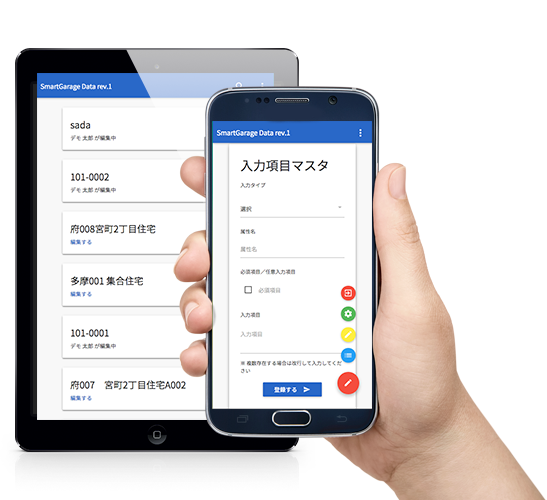 SmartGarage Data rev.1
sada
デモ 太郎 が編集中
101-0002
デモ 太郎 が編集中
府008宮町2丁目住宅
編集する
多摩001 集合住宅
編集する
101-0001
デモ 太郎 が編集中
府007 宮町2丁目住宅A002
編集する
SmartGarage Data rev.1
入力項目マスタ
入力タイプ
選択
属性名
属性名
必須項目／任意入力項目
必須項目
入力項目
入力項目
※ 複数存在する場合は改行して入力してくだ
さい
登録する